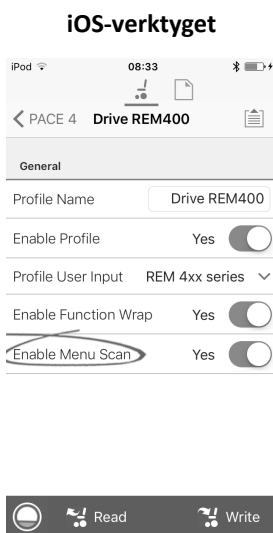 iOS-verktyget
iPod 08:33
PACE 4 Drive REM400
General
Profile Name Drive REM400
Enable Profile Yes
Profile User Input REM 4xx series
Enable Function Wrap Yes
Enable Menu Scan Yes
Read Write